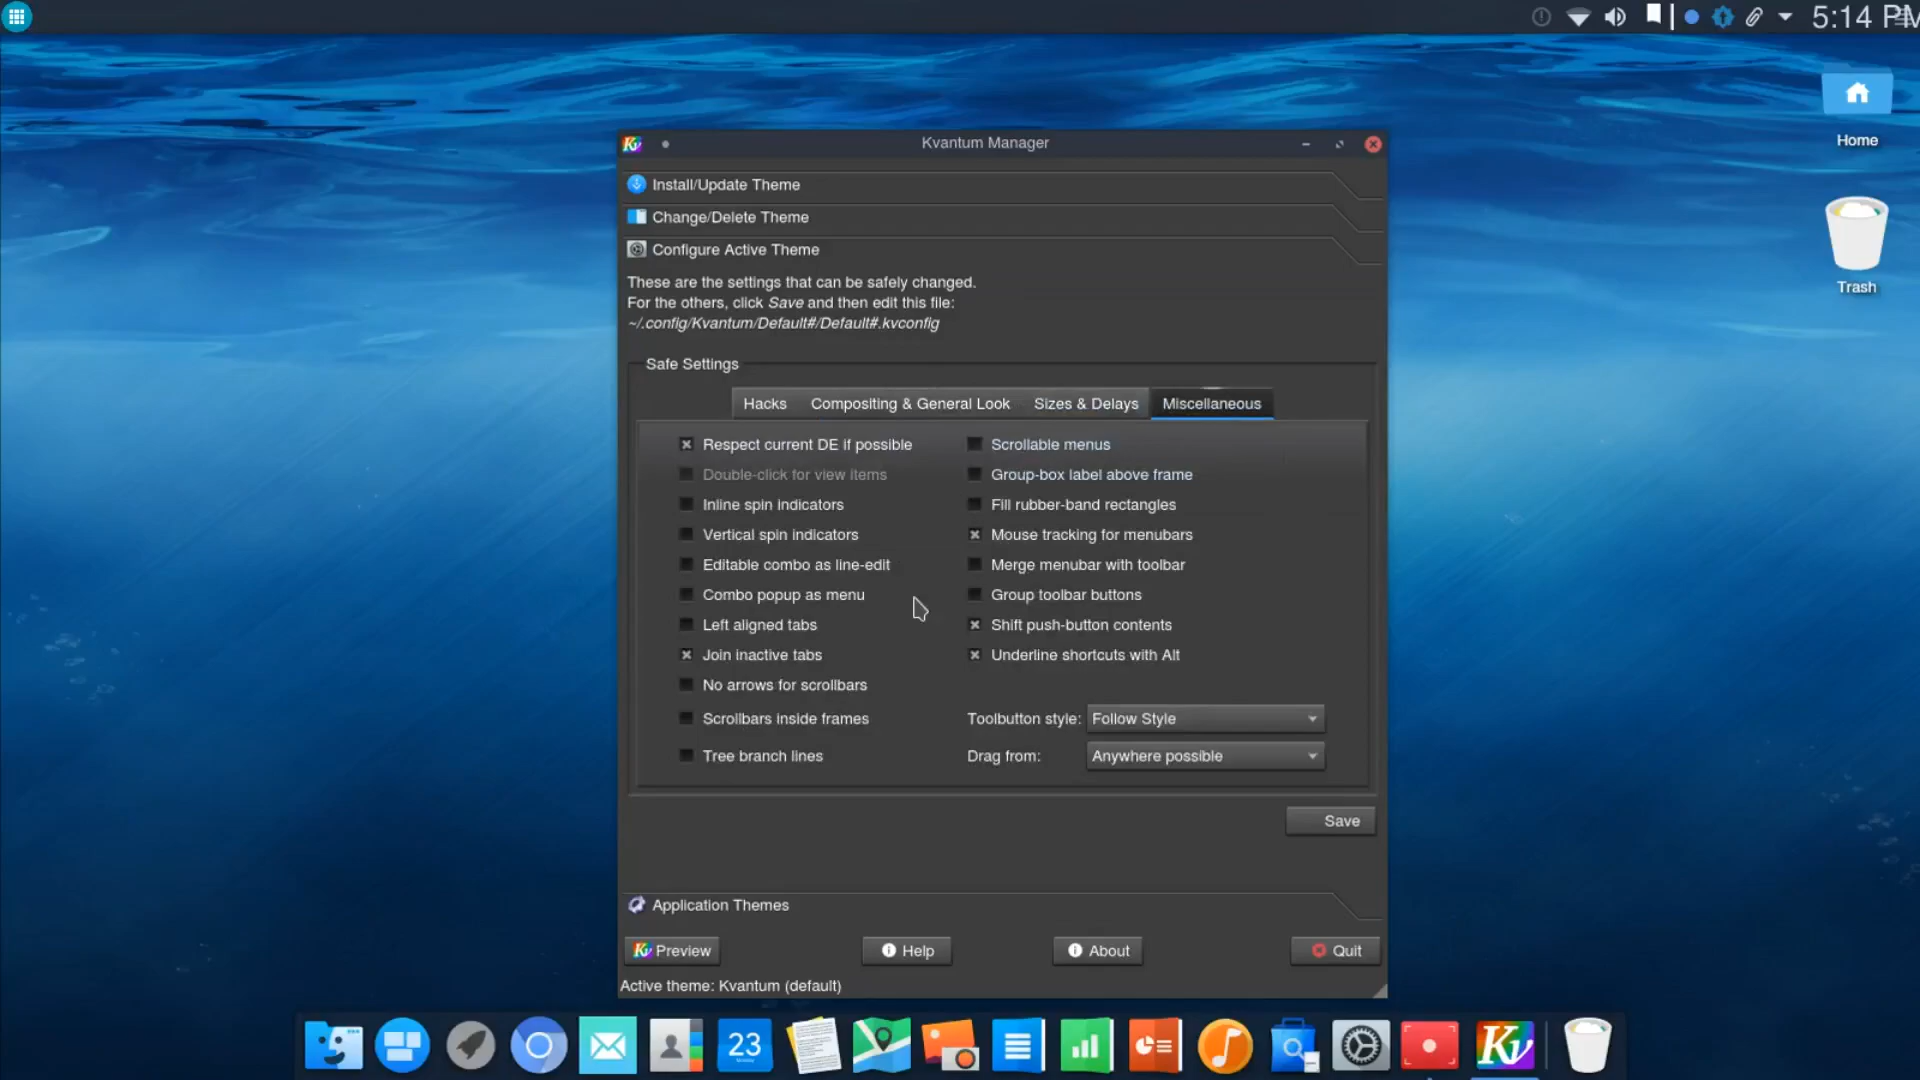 5:14 PM
Home
Trash
Kv Kvantum Manager
Install/Update Theme
Change/Delete Theme
Configure Active Theme
These are the settings that can be safely changed.
For the others, click Save and then edit this file:
~/.config/Kvantum/Default#/Default#.kvconfig
Safe Settings
Hacks Compositing & General Look Sizes & Delays Miscellaneous
Respect current DE if possible Scrollable menus
Double-click for view items Group-box label above frame
Inline spin indicators Fill rubber-band rectangles
Vertical spin indicators Mouse tracking for menubars
Editable combo as line-edit Merge menubar with toolbar
Combo popup as menu Group toolbar buttons
Left aligned tabs Shift push-button contents
Join inactive tabs Underline shortcuts with Alt
No arrows for scrollbars
Scrollbars inside frames Toolbutton style: Follow Style
Tree branch lines Drag from: Anywhere possible
Save
Application Themes
Kv Preview Help About Quit
Active theme: Kvantum (default)
23
Kv